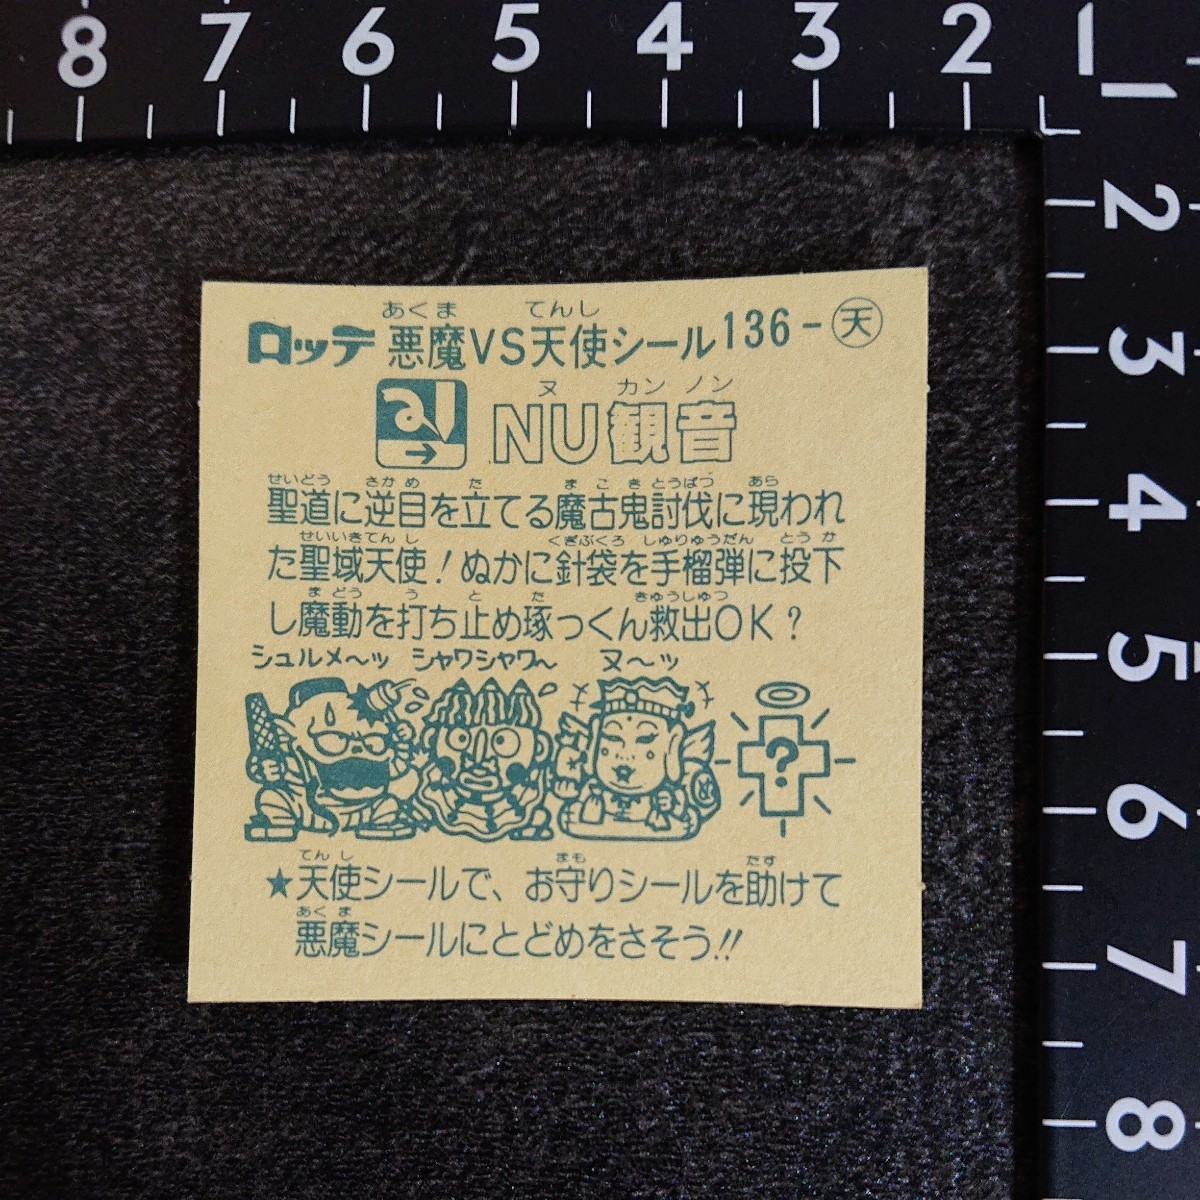 8 7 6 5 4 3 2 1
1
2
3
4
5
6
7
8
あくま てんし
ロッテ 悪魔VS天使シール136-㊝
ヌ カン ノン
NU観音
せいどう さかめ た まこき とうばつ あら
聖道に逆目を立てる魔古鬼討伐に現われ
せいいきてんし くぎぶくろ しゅりゅうだん とうか
た聖域天使!ぬかに針袋を手榴弾に投下
まどう う と た きゅうしゅつ
し魔動を打ち止め琢っくん救出OK?
シュルメ〜ッ シャワシャワ〜 ヌ〜ッ
?
てんし まも たす
★天使シールで、お守りシールを助けて
あくま
悪魔シールにとどめをさそう!!